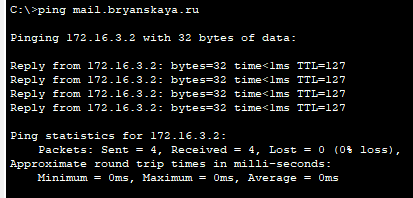 C:\>ping mail.bryanskaya.ru
Pinging 172.16.3.2 with 32 bytes of data:
Reply from 172.16.3.2: bytes=32 time<1ms TTL=127
Reply from 172.16.3.2: bytes=32 time<1ms TTL=127
Reply from 172.16.3.2: bytes=32 time<1ms TTL=127
Reply from 172.16.3.2: bytes=32 time<1ms TTL=127
Ping statistics for 172.16.3.2:
Packets: Sent = 4, Received = 4, Lost = 0 (0% loss),
Approximate round trip times in milli-seconds:
Minimum = 0ms, Maximum = 0ms, Average = 0ms